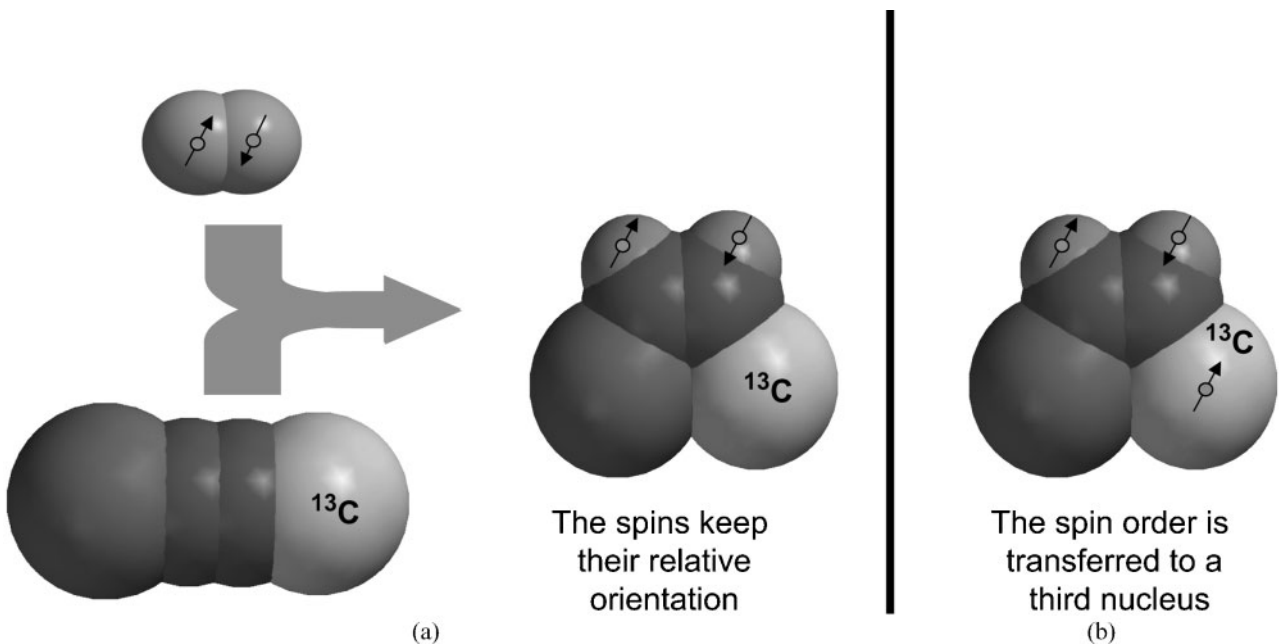 ¹³C
¹³C
The spins keep
their relative
orientation
(a)
¹³C
The spin order is
transferred to a
third nucleus
(b)